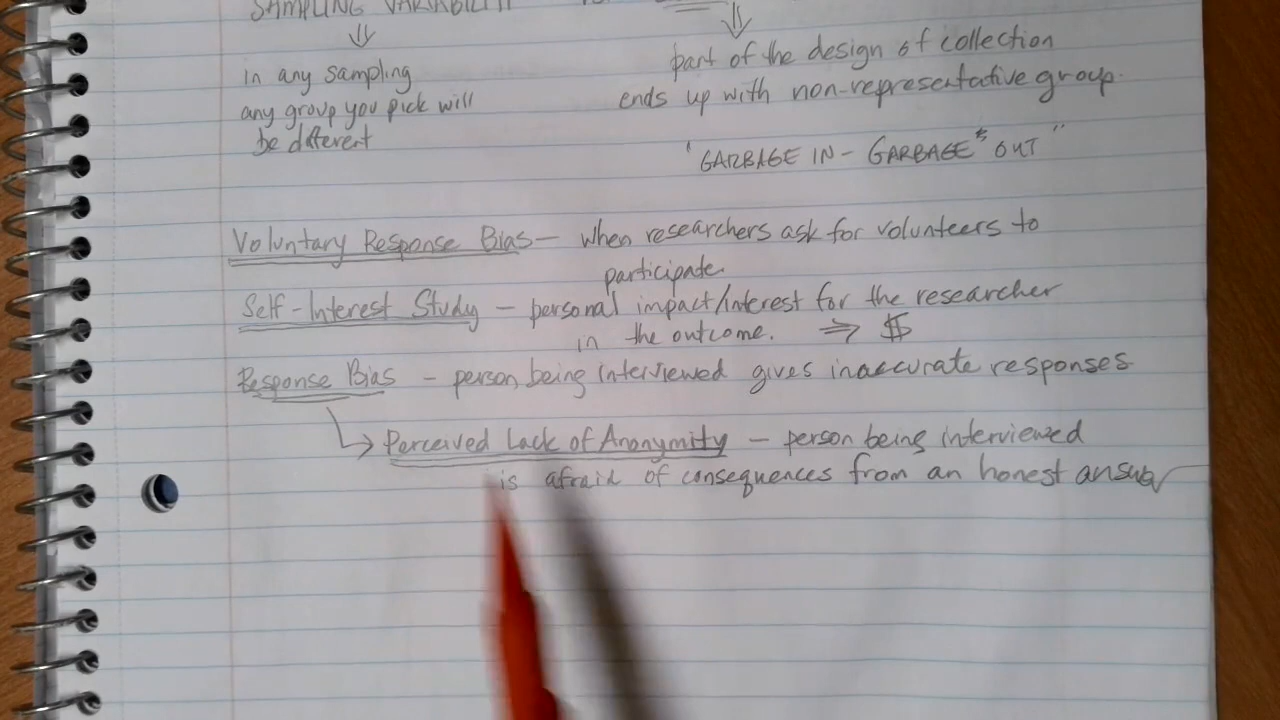 SAMPLING VARIABILITY
in any sampling
any group you pick will
be different
part of the design of collection
ends up with non-representative group.
'GARBAGE IN - GARBAGE OUT"
Voluntary Response Bias — when researchers ask for volunteers to
participate.
Self-Interest Study — personal impact/interest for the researcher
in the outcome. ⇒ $
Response Bias - person being interviewed gives inaccurate responses
↳ Perceived Lack of Anonymity — person being interviewed
is afraid of consequences from an honest answer